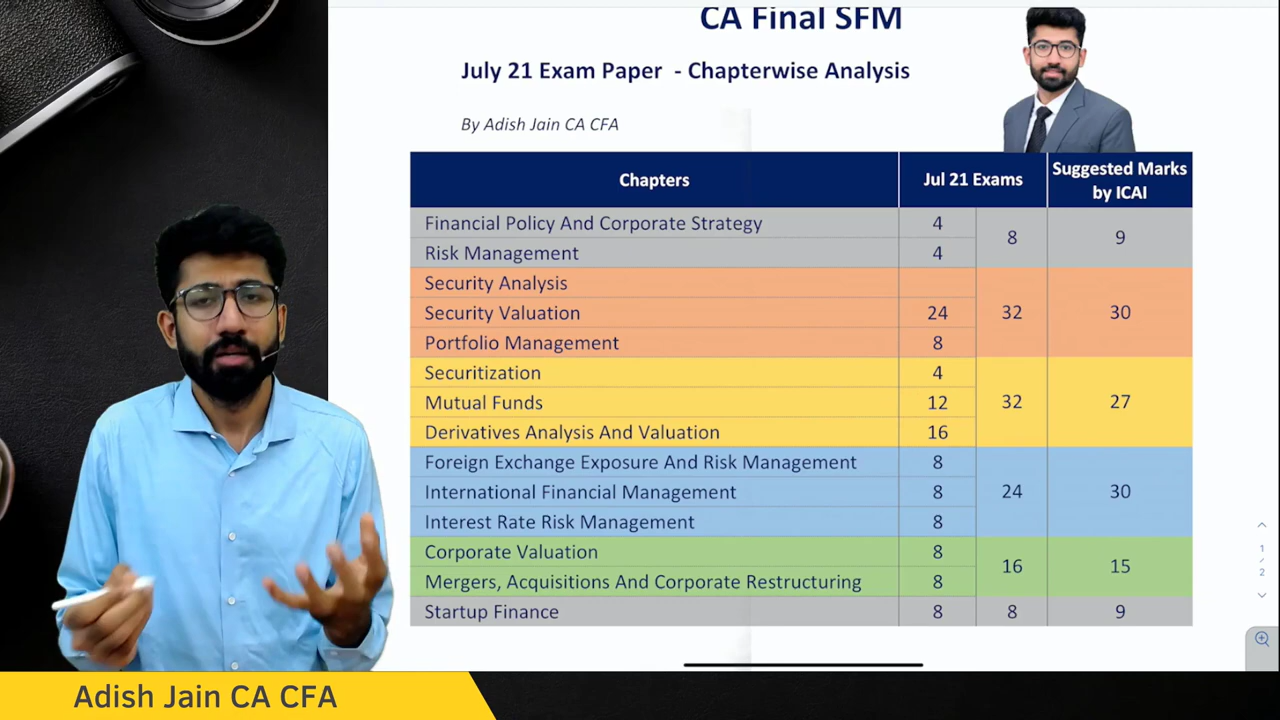 CA Final SFM
July 21 Exam Paper - Chapterwise Analysis
By Adish Jain CA CFA
Chapters Jul 21 Exams Suggested Marks by ICAI
Financial Policy And Corporate Strategy 4 8 9
Risk Management 4
Security Analysis
Security Valuation 24 32 30
Portfolio Management 8
Securitization 4
Mutual Funds 12 32 27
Derivatives Analysis And Valuation 16
Foreign Exchange Exposure And Risk Management 8
International Financial Management 8 24 30
Interest Rate Risk Management 8
Corporate Valuation 8 16 15
Mergers, Acquisitions And Corporate Restructuring 8
Startup Finance 8 8 9
1
/
2
Adish Jain CA CFA